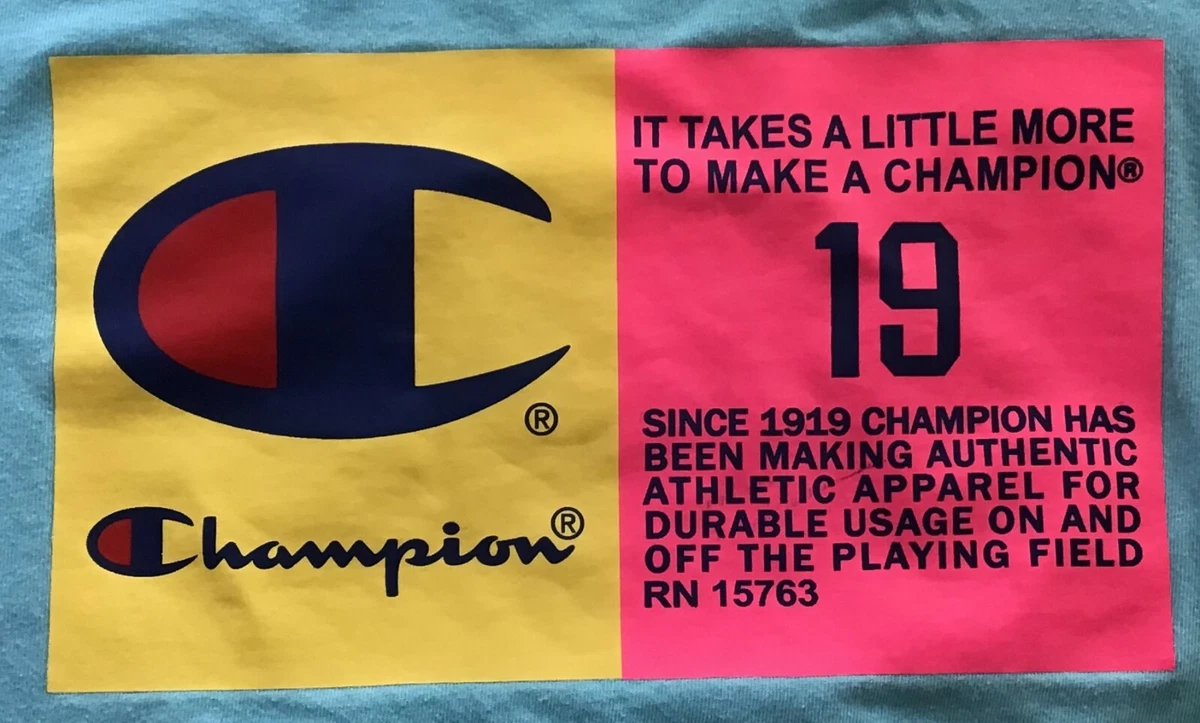 C
®
Champion®
IT TAKES A LITTLE MORE
TO MAKE A CHAMPION®
19
SINCE 1919 CHAMPION HAS
BEEN MAKING AUTHENTIC
ATHLETIC APPAREL FOR
DURABLE USAGE ON AND
OFF THE PLAYING FIELD
RN 15763